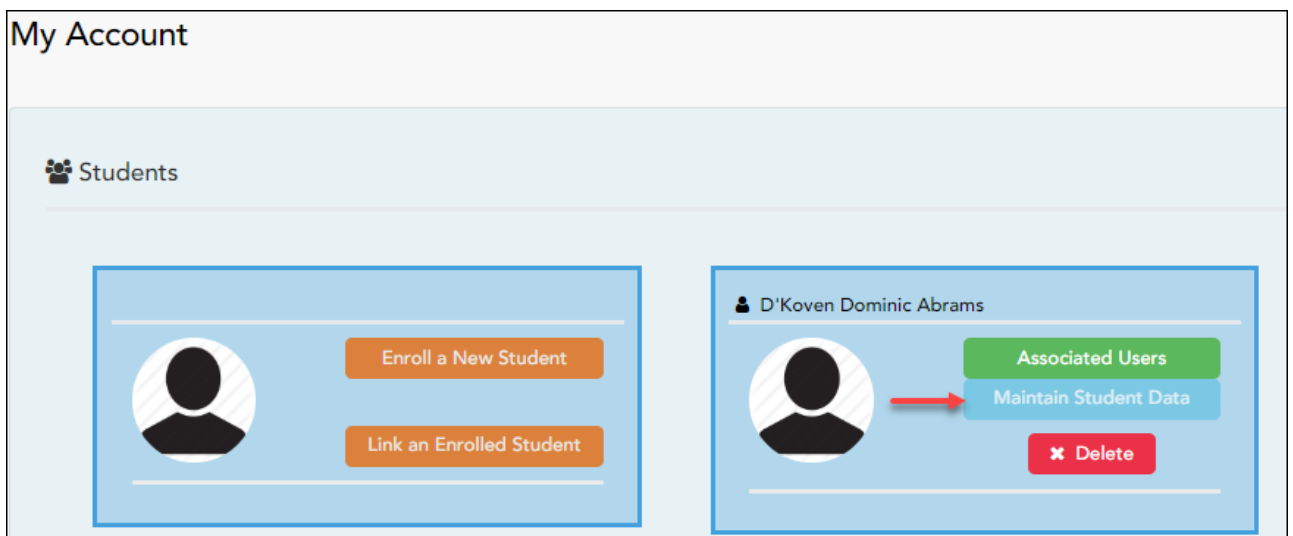 My Account
Students
Enroll a New Student
Link an Enrolled Student
D'Koven Dominic Abrams
Associated Users
Maintain Student Data
Delete